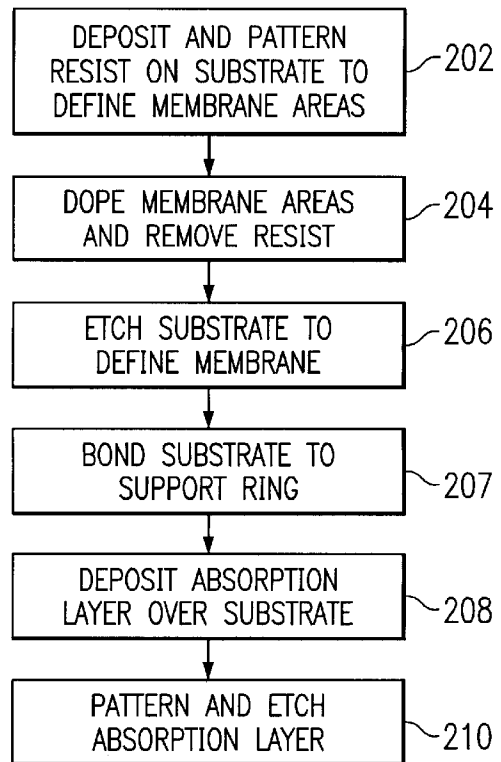 DEPOSIT AND PATTERN
RESIST ON SUBSTRATE TO
DEFINE MEMBRANE AREAS
202
DOPE MEMBRANE AREAS
AND REMOVE RESIST
204
ETCH SUBSTRATE TO
DEFINE MEMBRANE
206
BOND SUBSTRATE TO
SUPPORT RING
207
DEPOSIT ABSORPTION
LAYER OVER SUBSTRATE
208
PATTERN AND ETCH
ABSORPTION LAYER
210